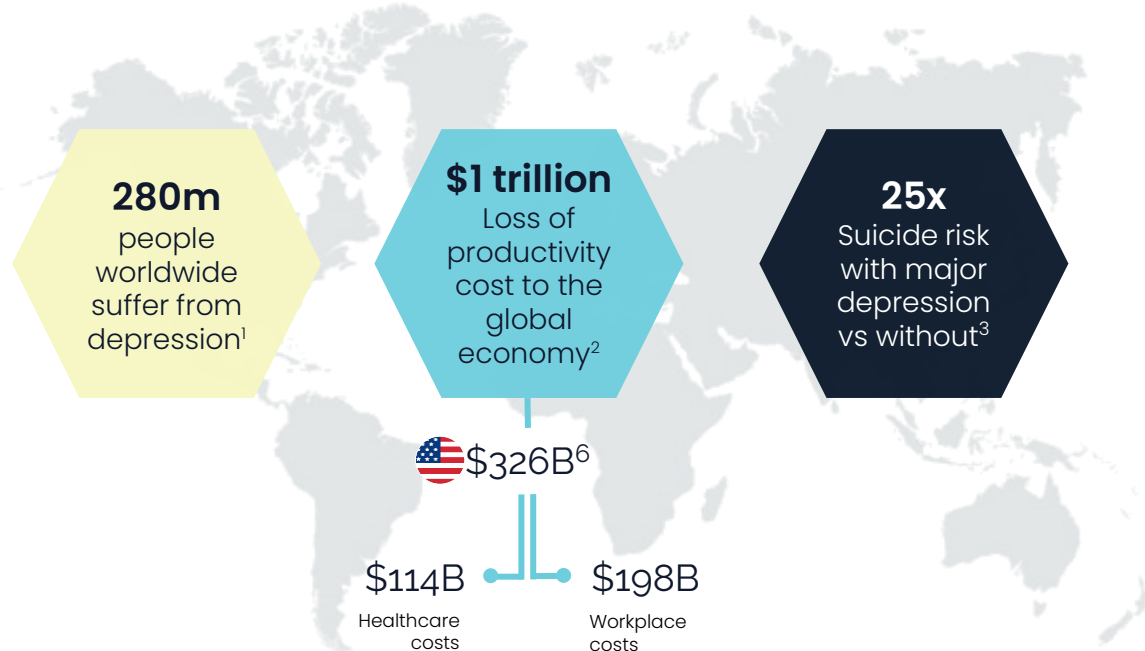 280m
people
worldwide
suffer from
depression¹
$1 trillion
Loss of
productivity
cost to the
global
economy²
25x
Suicide risk
with major
depression
vs without³
$326B⁶
$114B
Healthcare
costs
$198B
Workplace
costs